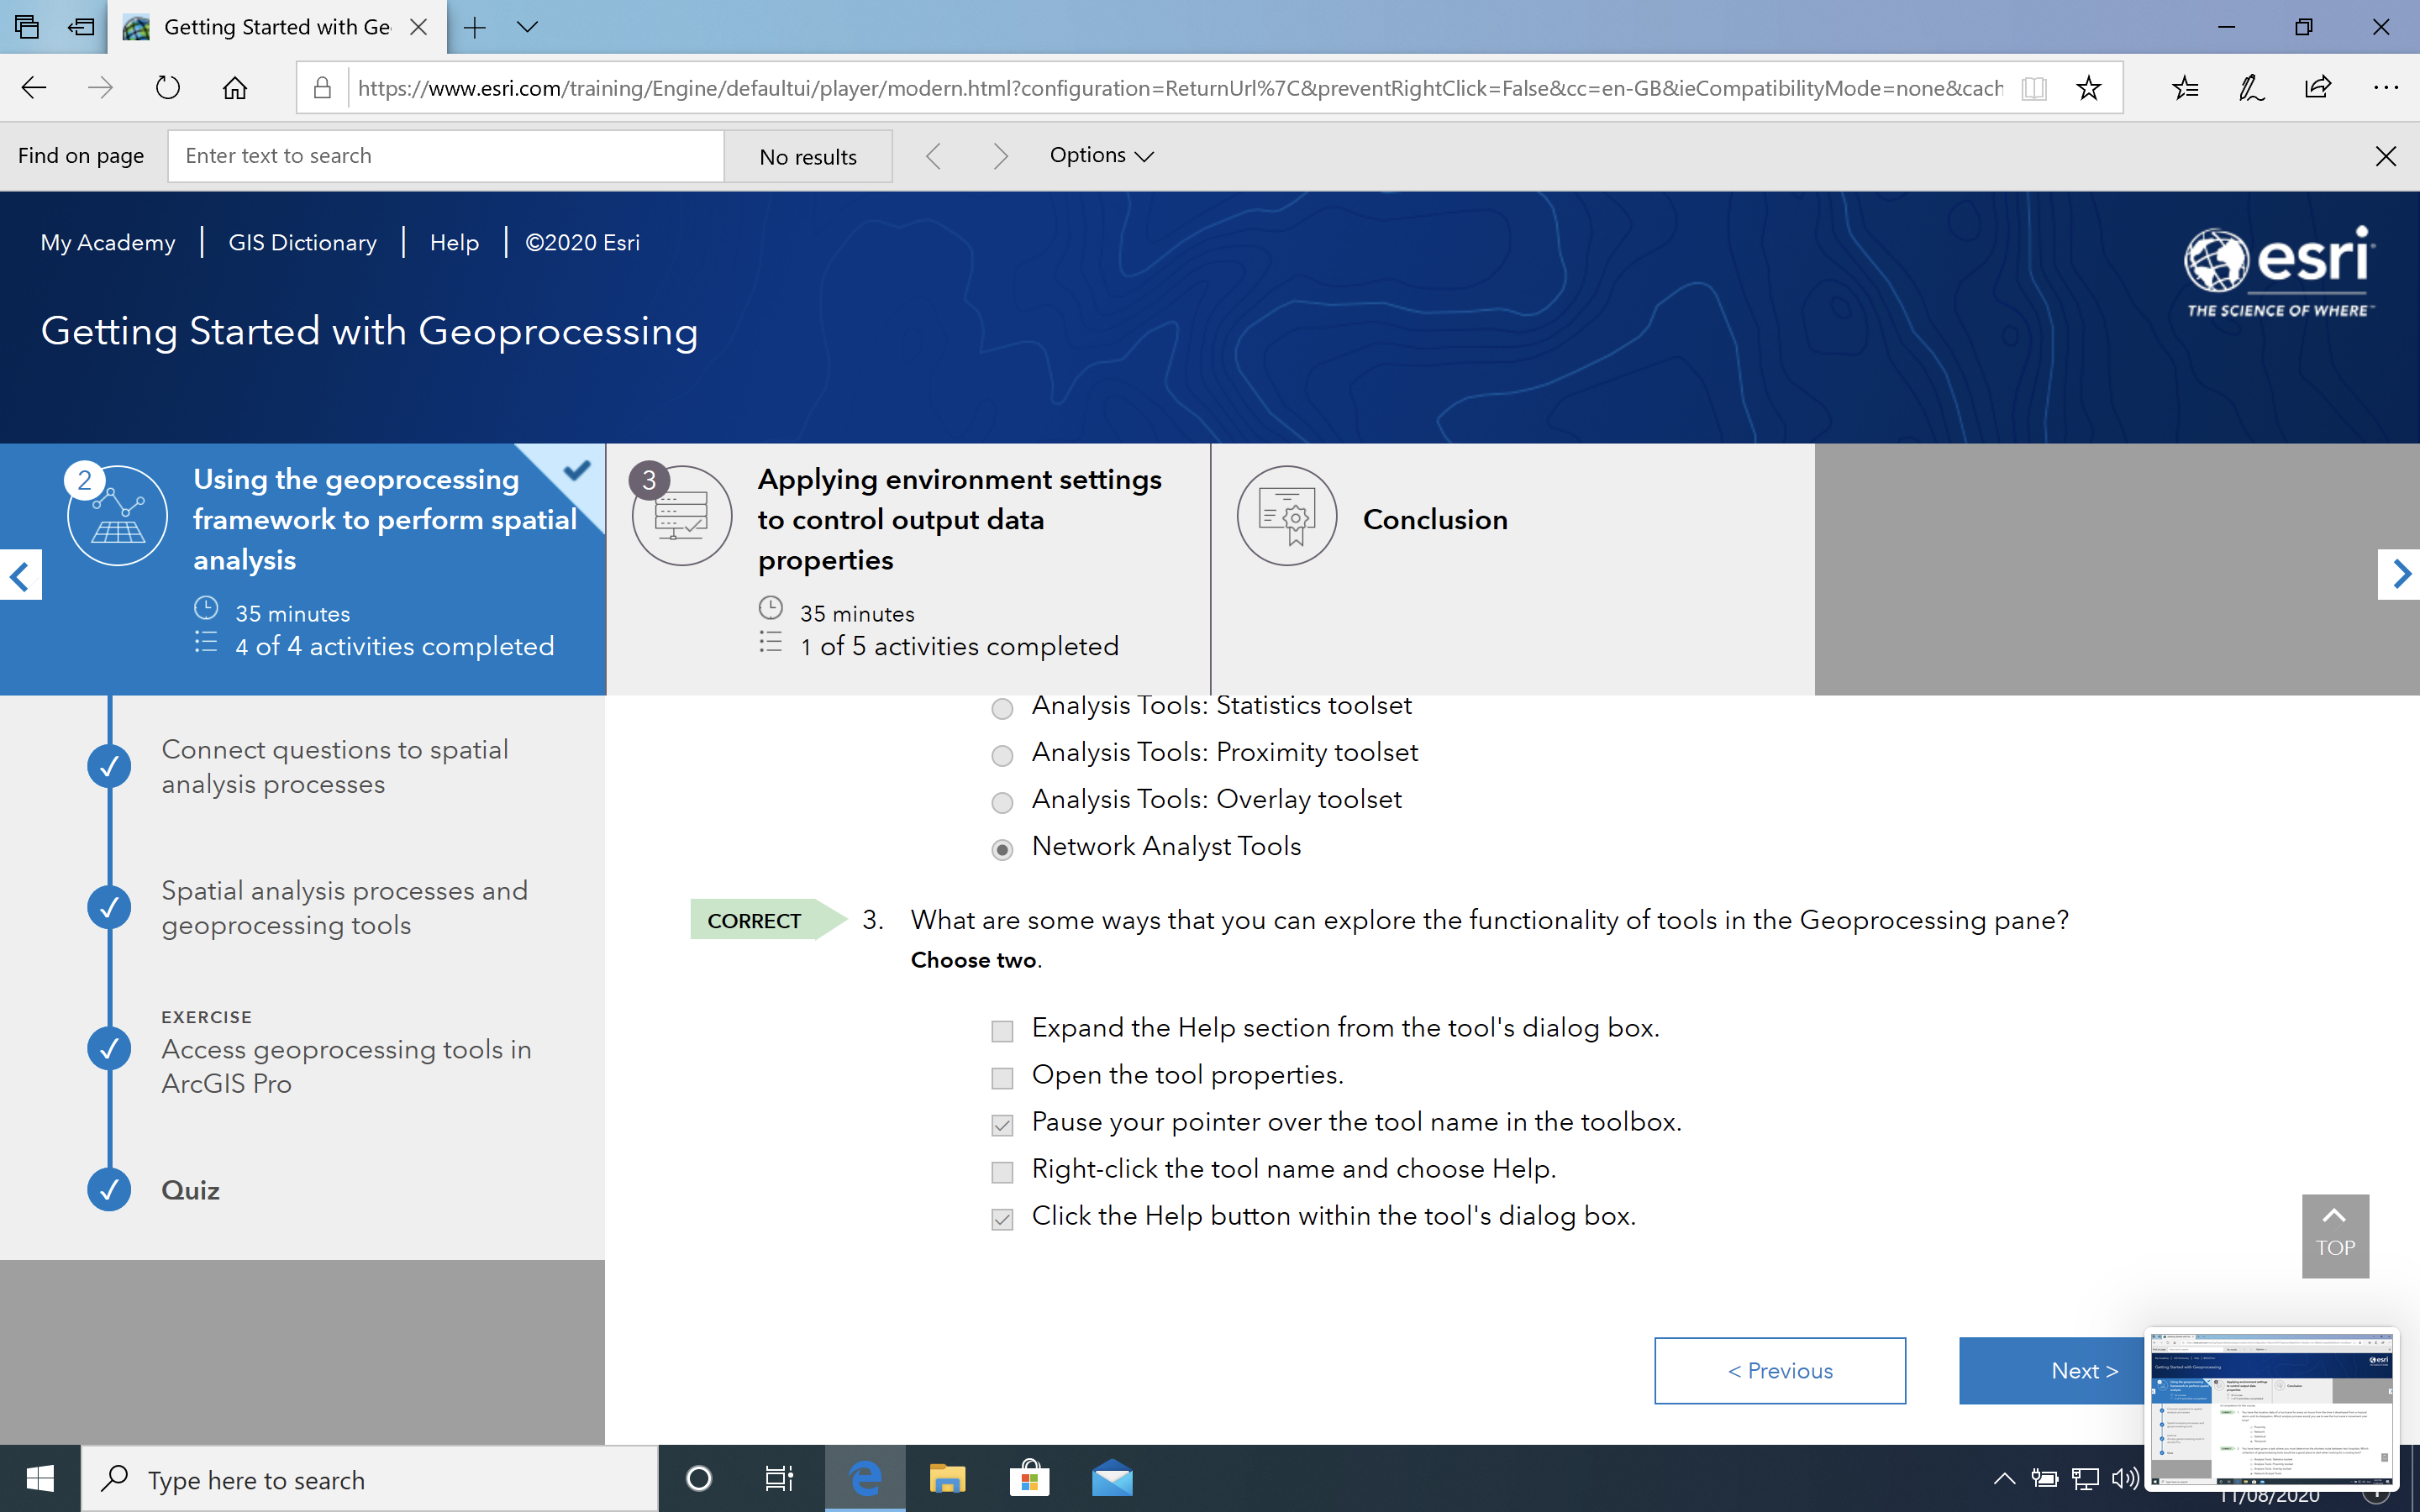 Getting Started with Ge
https://www.esri.com/training/Engine/defaultui/player/modern.html?configuration=ReturnUrl%7C&preventRightClick=False&cc=en-GB&ieCompatibilityMode=none&cach
Find on page
Enter text to search
No results
Options
My Academy | GIS Dictionary | Help | ©2020 Esri
esri
THE SCIENCE OF WHERE
Getting Started with Geoprocessing
2
Using the geoprocessing
framework to perform spatial
analysis
35 minutes
4 of 4 activities completed
3
Applying environment settings
to control output data
properties
35 minutes
1 of 5 activities completed
Conclusion
Connect questions to spatial
analysis processes
Spatial analysis processes and
geoprocessing tools
EXERCISE
Access geoprocessing tools in
ArcGIS Pro
Quiz
Analysis Tools: Statistics toolset
Analysis Tools: Proximity toolset
Analysis Tools: Overlay toolset
Network Analyst Tools
CORRECT
3. What are some ways that you can explore the functionality of tools in the Geoprocessing pane?
Choose two.
Expand the Help section from the tool's dialog box.
Open the tool properties.
Pause your pointer over the tool name in the toolbox.
Right-click the tool name and choose Help.
Click the Help button within the tool's dialog box.
TOP
< Previous
Next >
Type here to search
11/08/2020